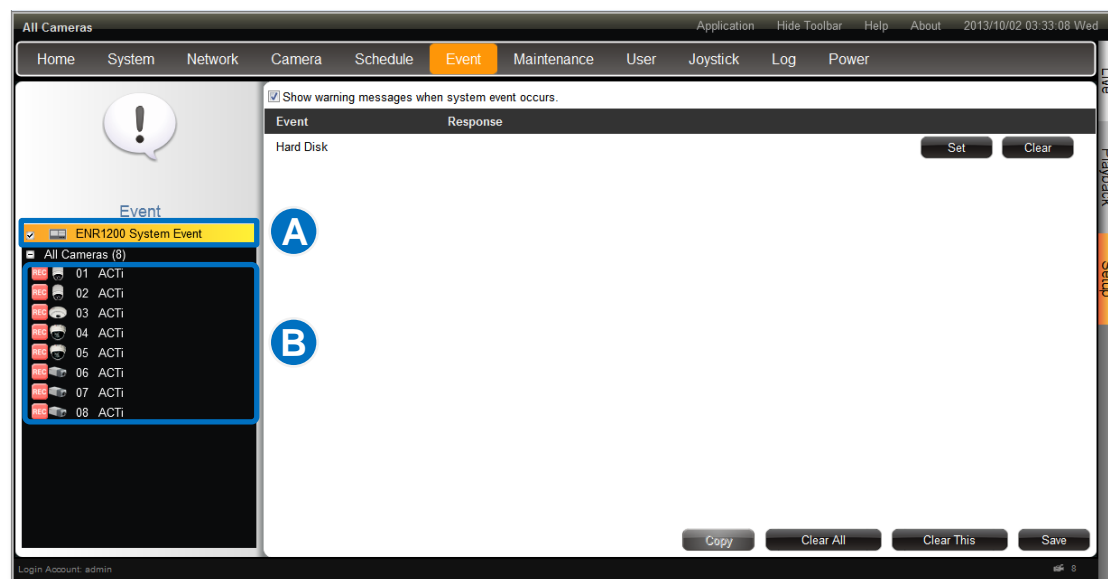 All Cameras Application Hide Toolbar Help About 2013/10/02 03:33:08 Wed
Home System Network Camera Schedule Event Maintenance User Joystick Log Power
Live
Playback
Setup
Show warning messages when system event occurs.
Event Response
Hard Disk Set Clear
Event
ENR1200 System Event
A
All Cameras (8)
REC 01 ACTi
REC 02 ACTi
REC 03 ACTi
REC 04 ACTi
REC 05 ACTi
REC 06 ACTi
REC 07 ACTi
REC 08 ACTi
B
Copy Clear All Clear This Save
Login Account: admin 8